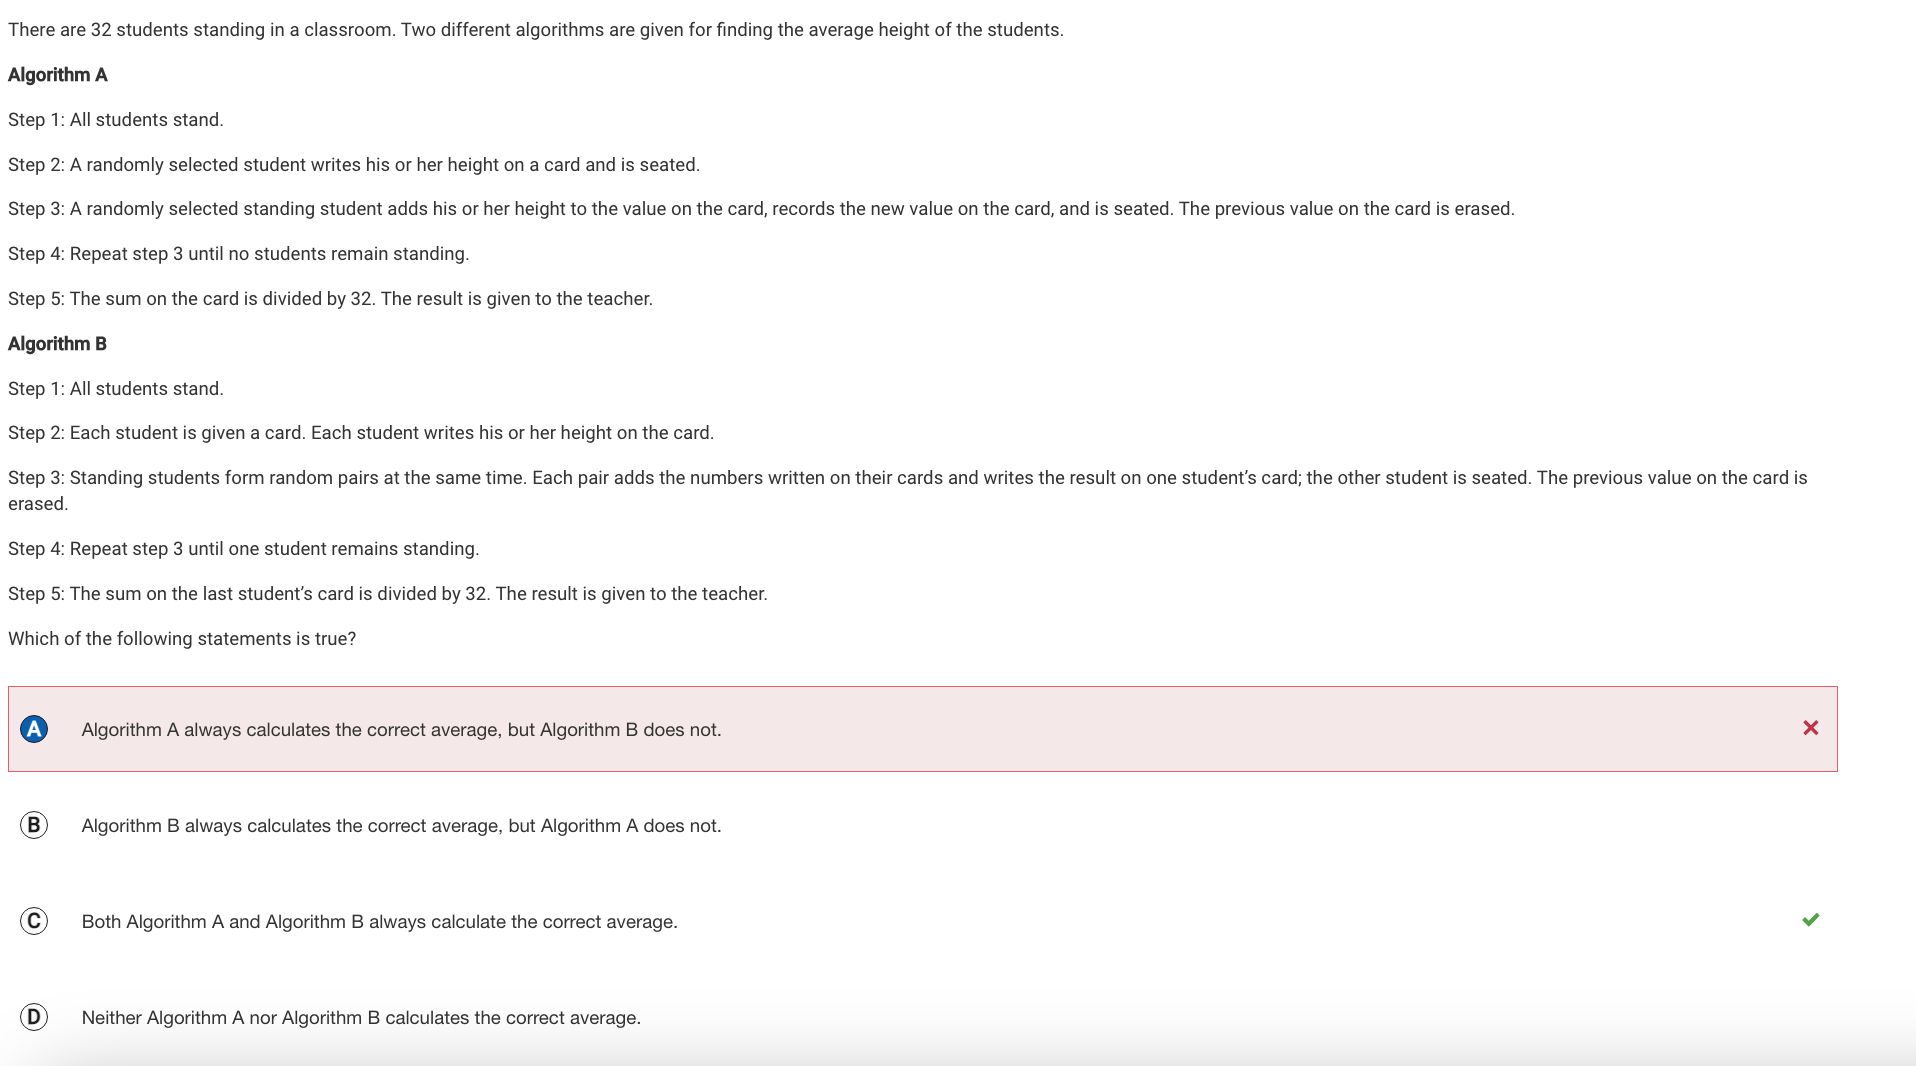 There are 32 students standing in a classroom. Two different algorithms are given for finding the average height of the students.
Algorithm A
Step 1: All students stand.
Step 2: A randomly selected student writes his or her height on a card and is seated.
Step 3: A randomly selected standing student adds his or her height to the value on the card, records the new value on the card, and is seated. The previous value on the card is erased.
Step 4: Repeat step 3 until no students remain standing.
Step 5: The sum on the card is divided by 32. The result is given to the teacher.
Algorithm B
Step 1: All students stand.
Step 2: Each student is given a card. Each student writes his or her height on the card.
Step 3: Standing students form random pairs at the same time. Each pair adds the numbers written on their cards and writes the result on one student’s card; the other student is seated. The previous value on the card is
erased.
Step 4: Repeat step 3 until one student remains standing.
Step 5: The sum on the last student’s card is divided by 32. The result is given to the teacher.
Which of the following statements is true?
A Algorithm A always calculates the correct average, but Algorithm B does not.
B Algorithm B always calculates the correct average, but Algorithm A does not.
C Both Algorithm A and Algorithm B always calculate the correct average.
D Neither Algorithm A nor Algorithm B calculates the correct average.